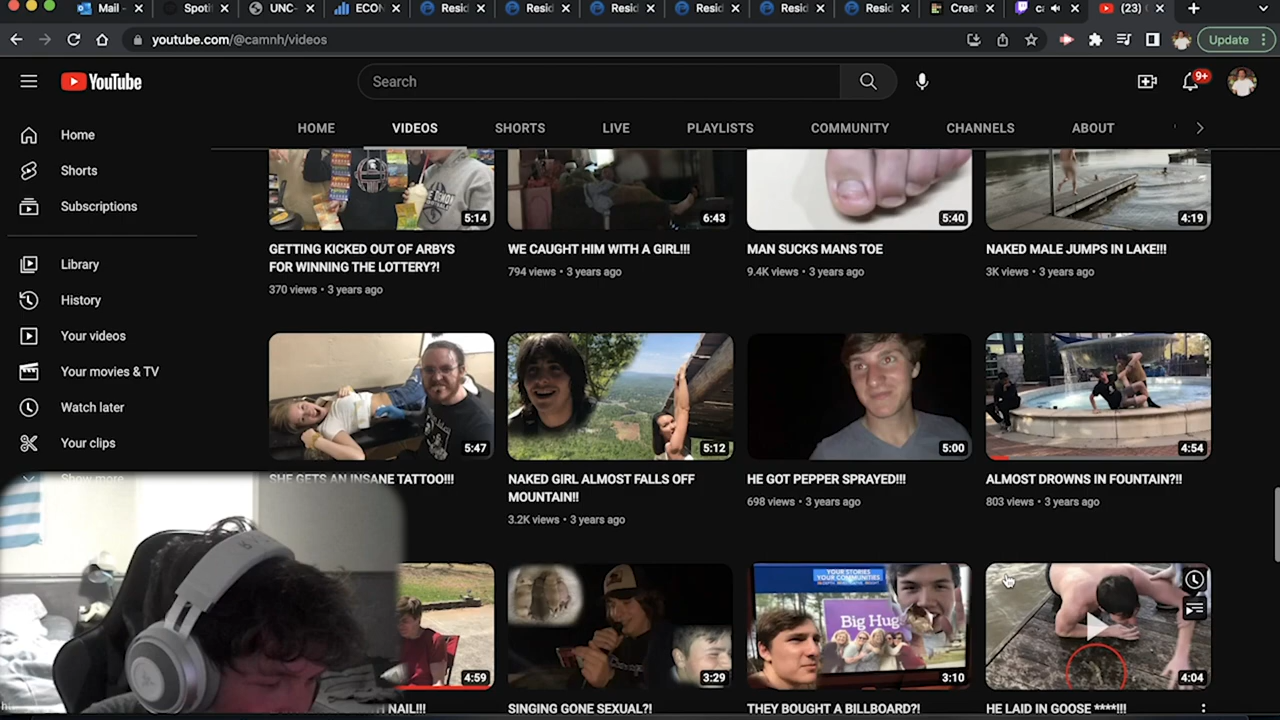 Mail -
Spoti
UNC-
ECON
Resid
Resid
Resid
Resid
Resid
Resid
Creat
(23)
youtube.com/@camnh/videos
Update
YouTube
Search
9+
HOME
VIDEOS
SHORTS
LIVE
PLAYLISTS
COMMUNITY
CHANNELS
ABOUT
Home
Shorts
Subscriptions
Library
History
Your videos
Your movies & TV
Watch later
Your clips
Show more
5:14
6:43
5:40
4:19
GETTING KICKED OUT OF ARBYS
FOR WINNING THE LOTTERY?!
370 views • 3 years ago
WE CAUGHT HIM WITH A GIRL!!!
794 views • 3 years ago
MAN SUCKS MANS TOE
9.4K views • 3 years ago
NAKED MALE JUMPS IN LAKE!!!
3K views • 3 years ago
5:47
5:12
5:00
4:54
SHE GETS AN INSANE TATTOO!!!
NAKED GIRL ALMOST FALLS OFF
MOUNTAIN!!
3.2K views • 3 years ago
HE GOT PEPPER SPRAYED!!!
698 views • 3 years ago
ALMOST DROWNS IN FOUNTAIN?!!
803 views • 3 years ago
YOUR STORIES
YOUR COMMUNITIES
Big Hug
4:59
3:29
3:10
4:04
NAIL!!!
SINGING GONE SEXUAL?!
THEY BOUGHT A BILLBOARD?!
HE LAID IN GOOSE ****!!!